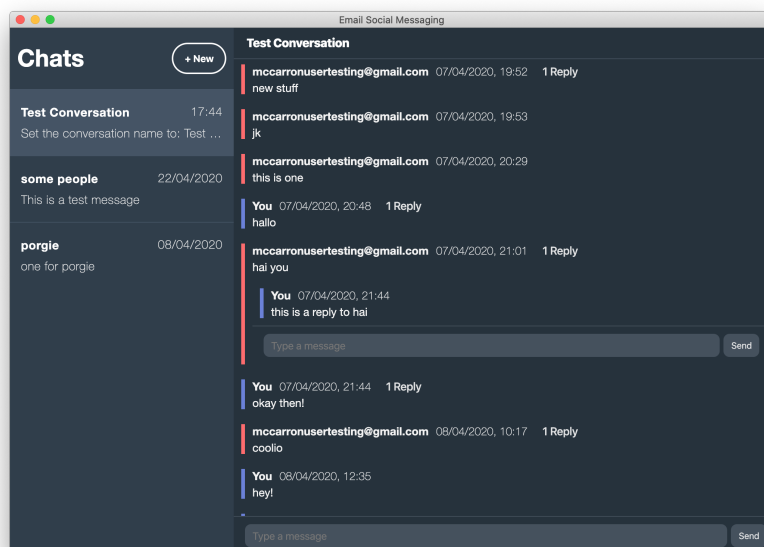 Email Social Messaging
Chats
+ New
Test Conversation 17:44
Set the conversation name to: Test ...
some people 22/04/2020
This is a test message
porgie 08/04/2020
one for porgie
Test Conversation
mccarronusertesting@gmail.com 07/04/2020, 19:52 1 Reply
new stuff
mccarronusertesting@gmail.com 07/04/2020, 19:53
jk
mccarronusertesting@gmail.com 07/04/2020, 20:29
this is one
You 07/04/2020, 20:48 1 Reply
hallo
mccarronusertesting@gmail.com 07/04/2020, 21:01 1 Reply
hai you
You 07/04/2020, 21:44
this is a reply to hai
Type a message Send
You 07/04/2020, 21:44 1 Reply
okay then!
mccarronusertesting@gmail.com 08/04/2020, 10:17 1 Reply
coolio
You 08/04/2020, 12:35
hey!
Type a message Send